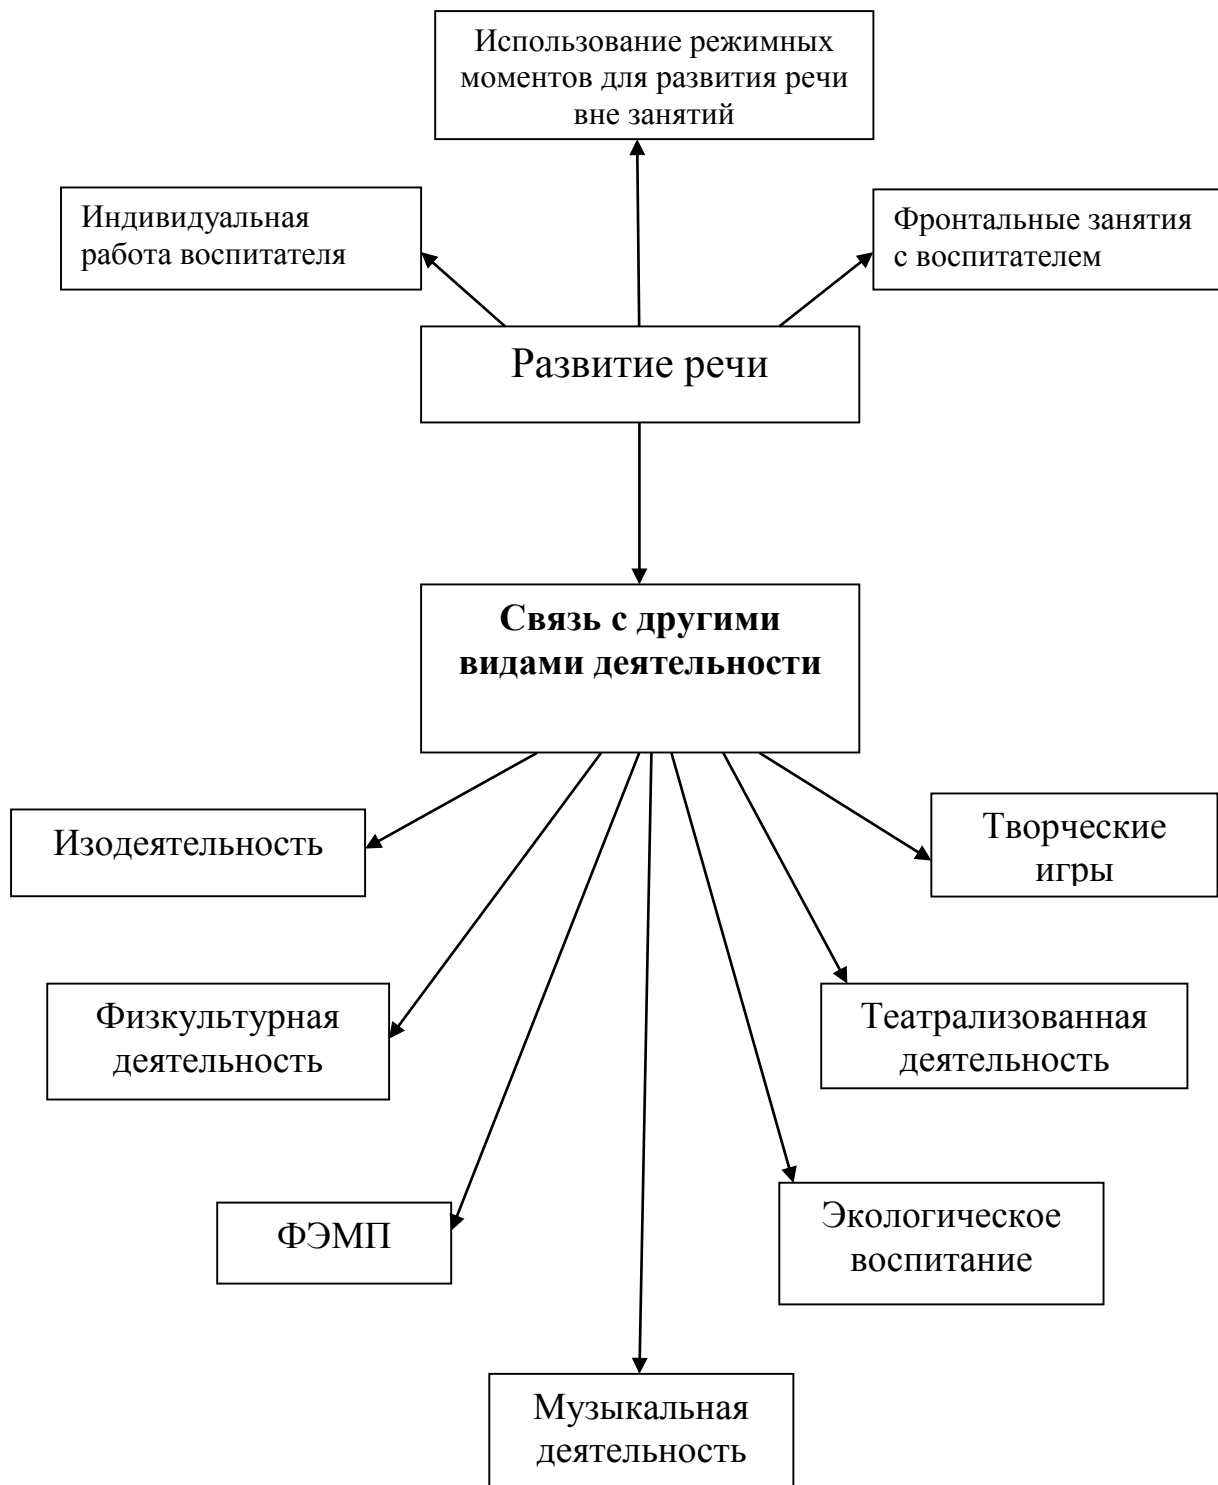 Использование режимных
моментов для развития речи
вне занятий
Индивидуальная
работа воспитателя
Фронтальные занятия
с воспитателем
Развитие речи
Связь с другими
видами деятельности
Изодеятельность
Творческие
игры
Физкультурная
деятельность
Театрализованная
деятельность
ФЭМП
Экологическое
воспитание
Музыкальная
деятельность